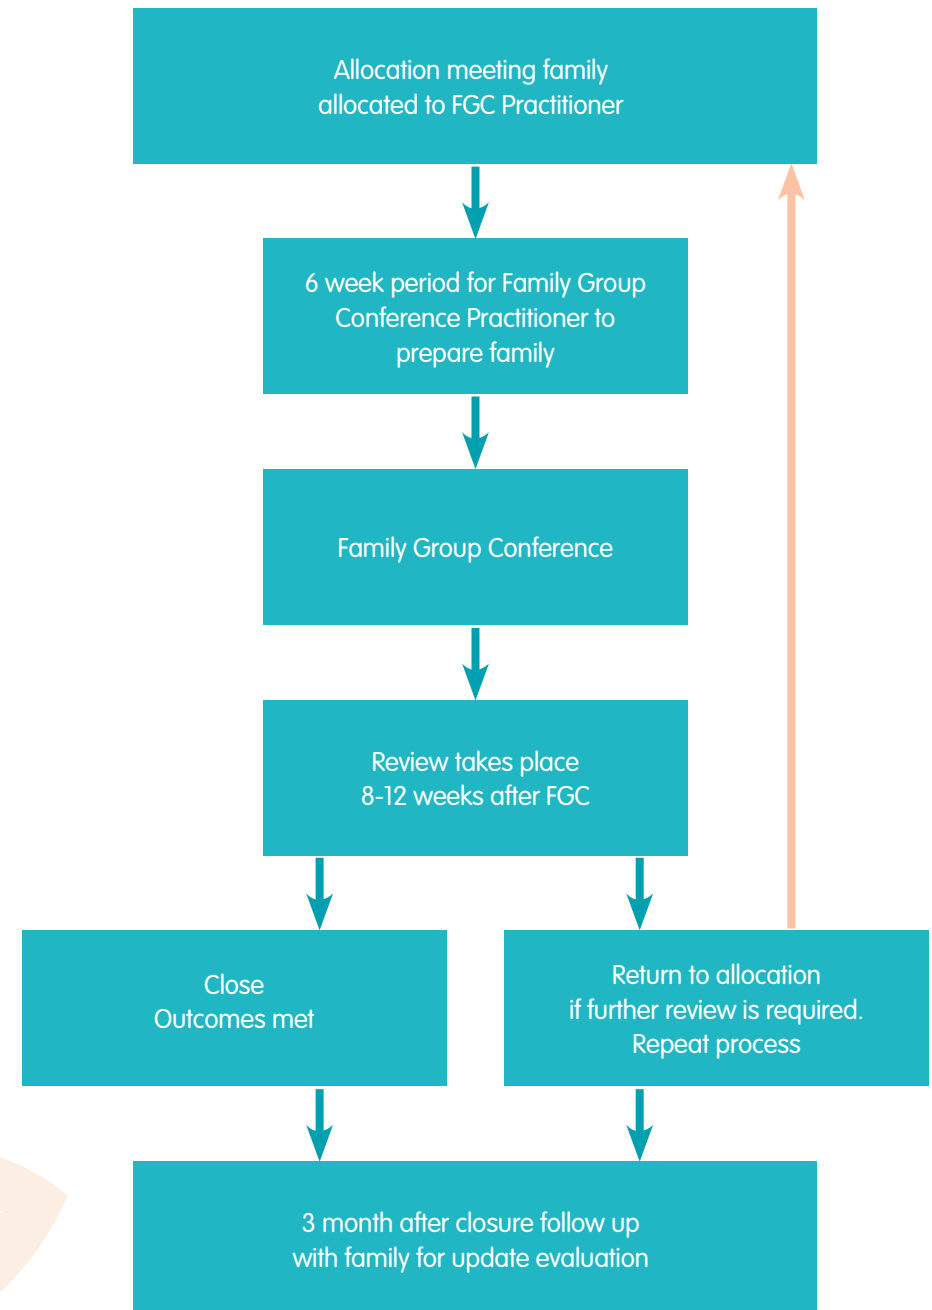 Allocation meeting family
allocated to FGC Practitioner
6 week period for Family Group
Conference Practitioner to
prepare family
Family Group Conference
Review takes place
8-12 weeks after FGC
Close
Outcomes met
Return to allocation
if further review is required.
Repeat process
3 month after closure follow up
with family for update evaluation